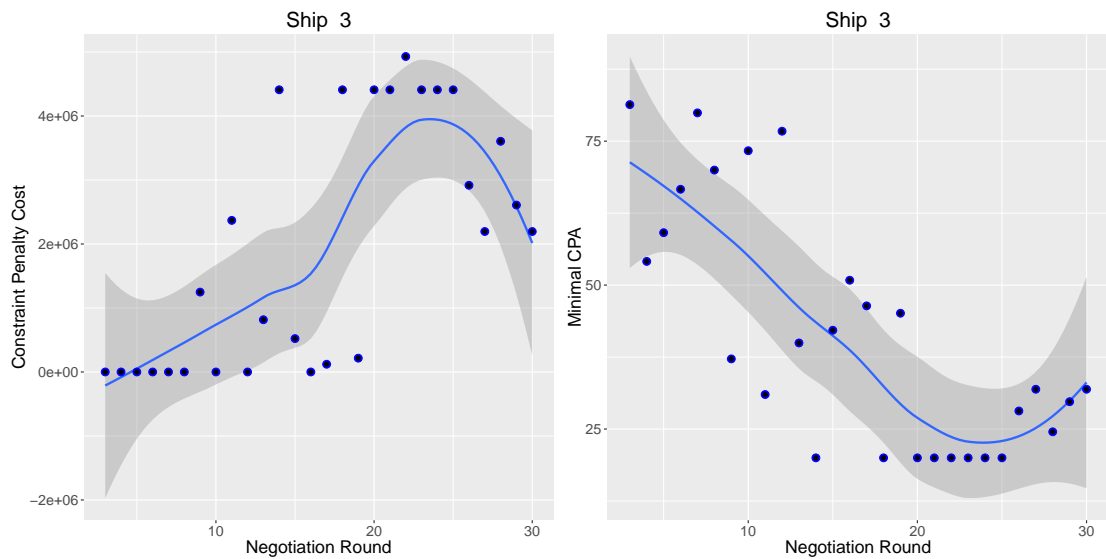 Ship 3
Constraint Penalty Cost
4e+06
2e+06
0e+00
−2e+06
10
20
30
Negotiation Round
Ship 3
Minimal CPA
75
50
25
10
20
30
Negotiation Round